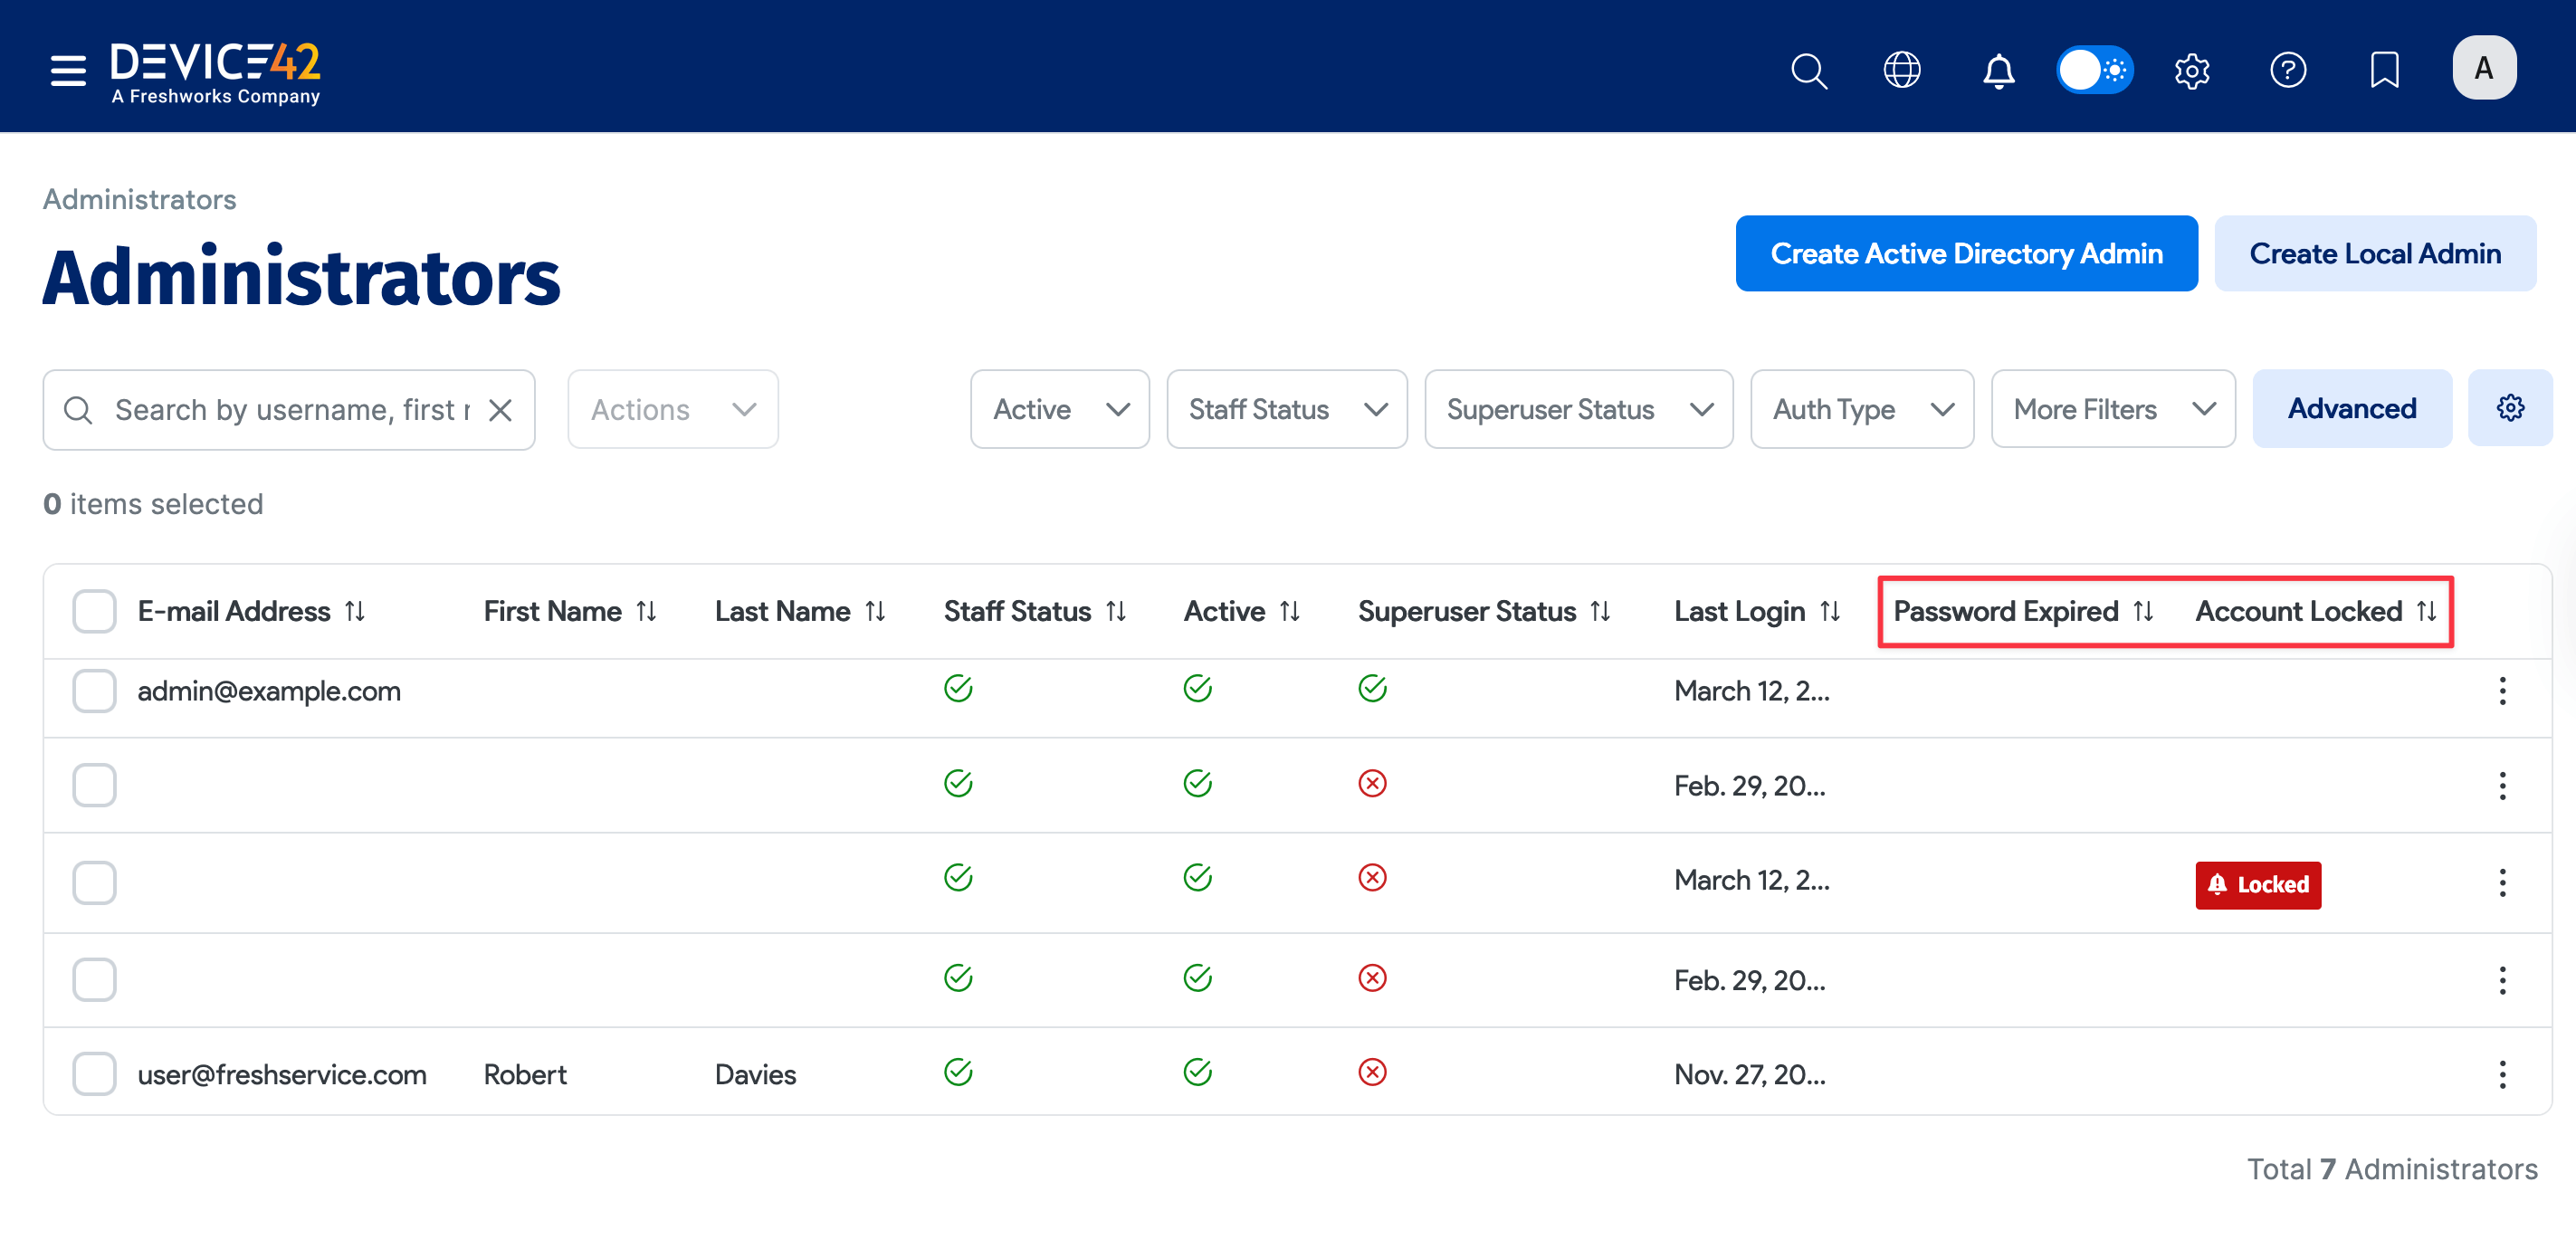 DEVICE42
A Freshworks Company
A
Administrators
Administrators
Create Active Directory Admin
Create Local Admin
Search by username, first
Actions
Active
Staff Status
Superuser Status
Auth Type
More Filters
Advanced
0 items selected
E-mail Address First Name Last Name Staff Status Active Superuser Status Last Login Password Expired Account Locked
admin@example.com March 12, 2...
Feb. 29, 20...
March 12, 2... Locked
Feb. 29, 20...
user@freshservice.com Robert Davies Nov. 27, 20...
Total 7 Administrators